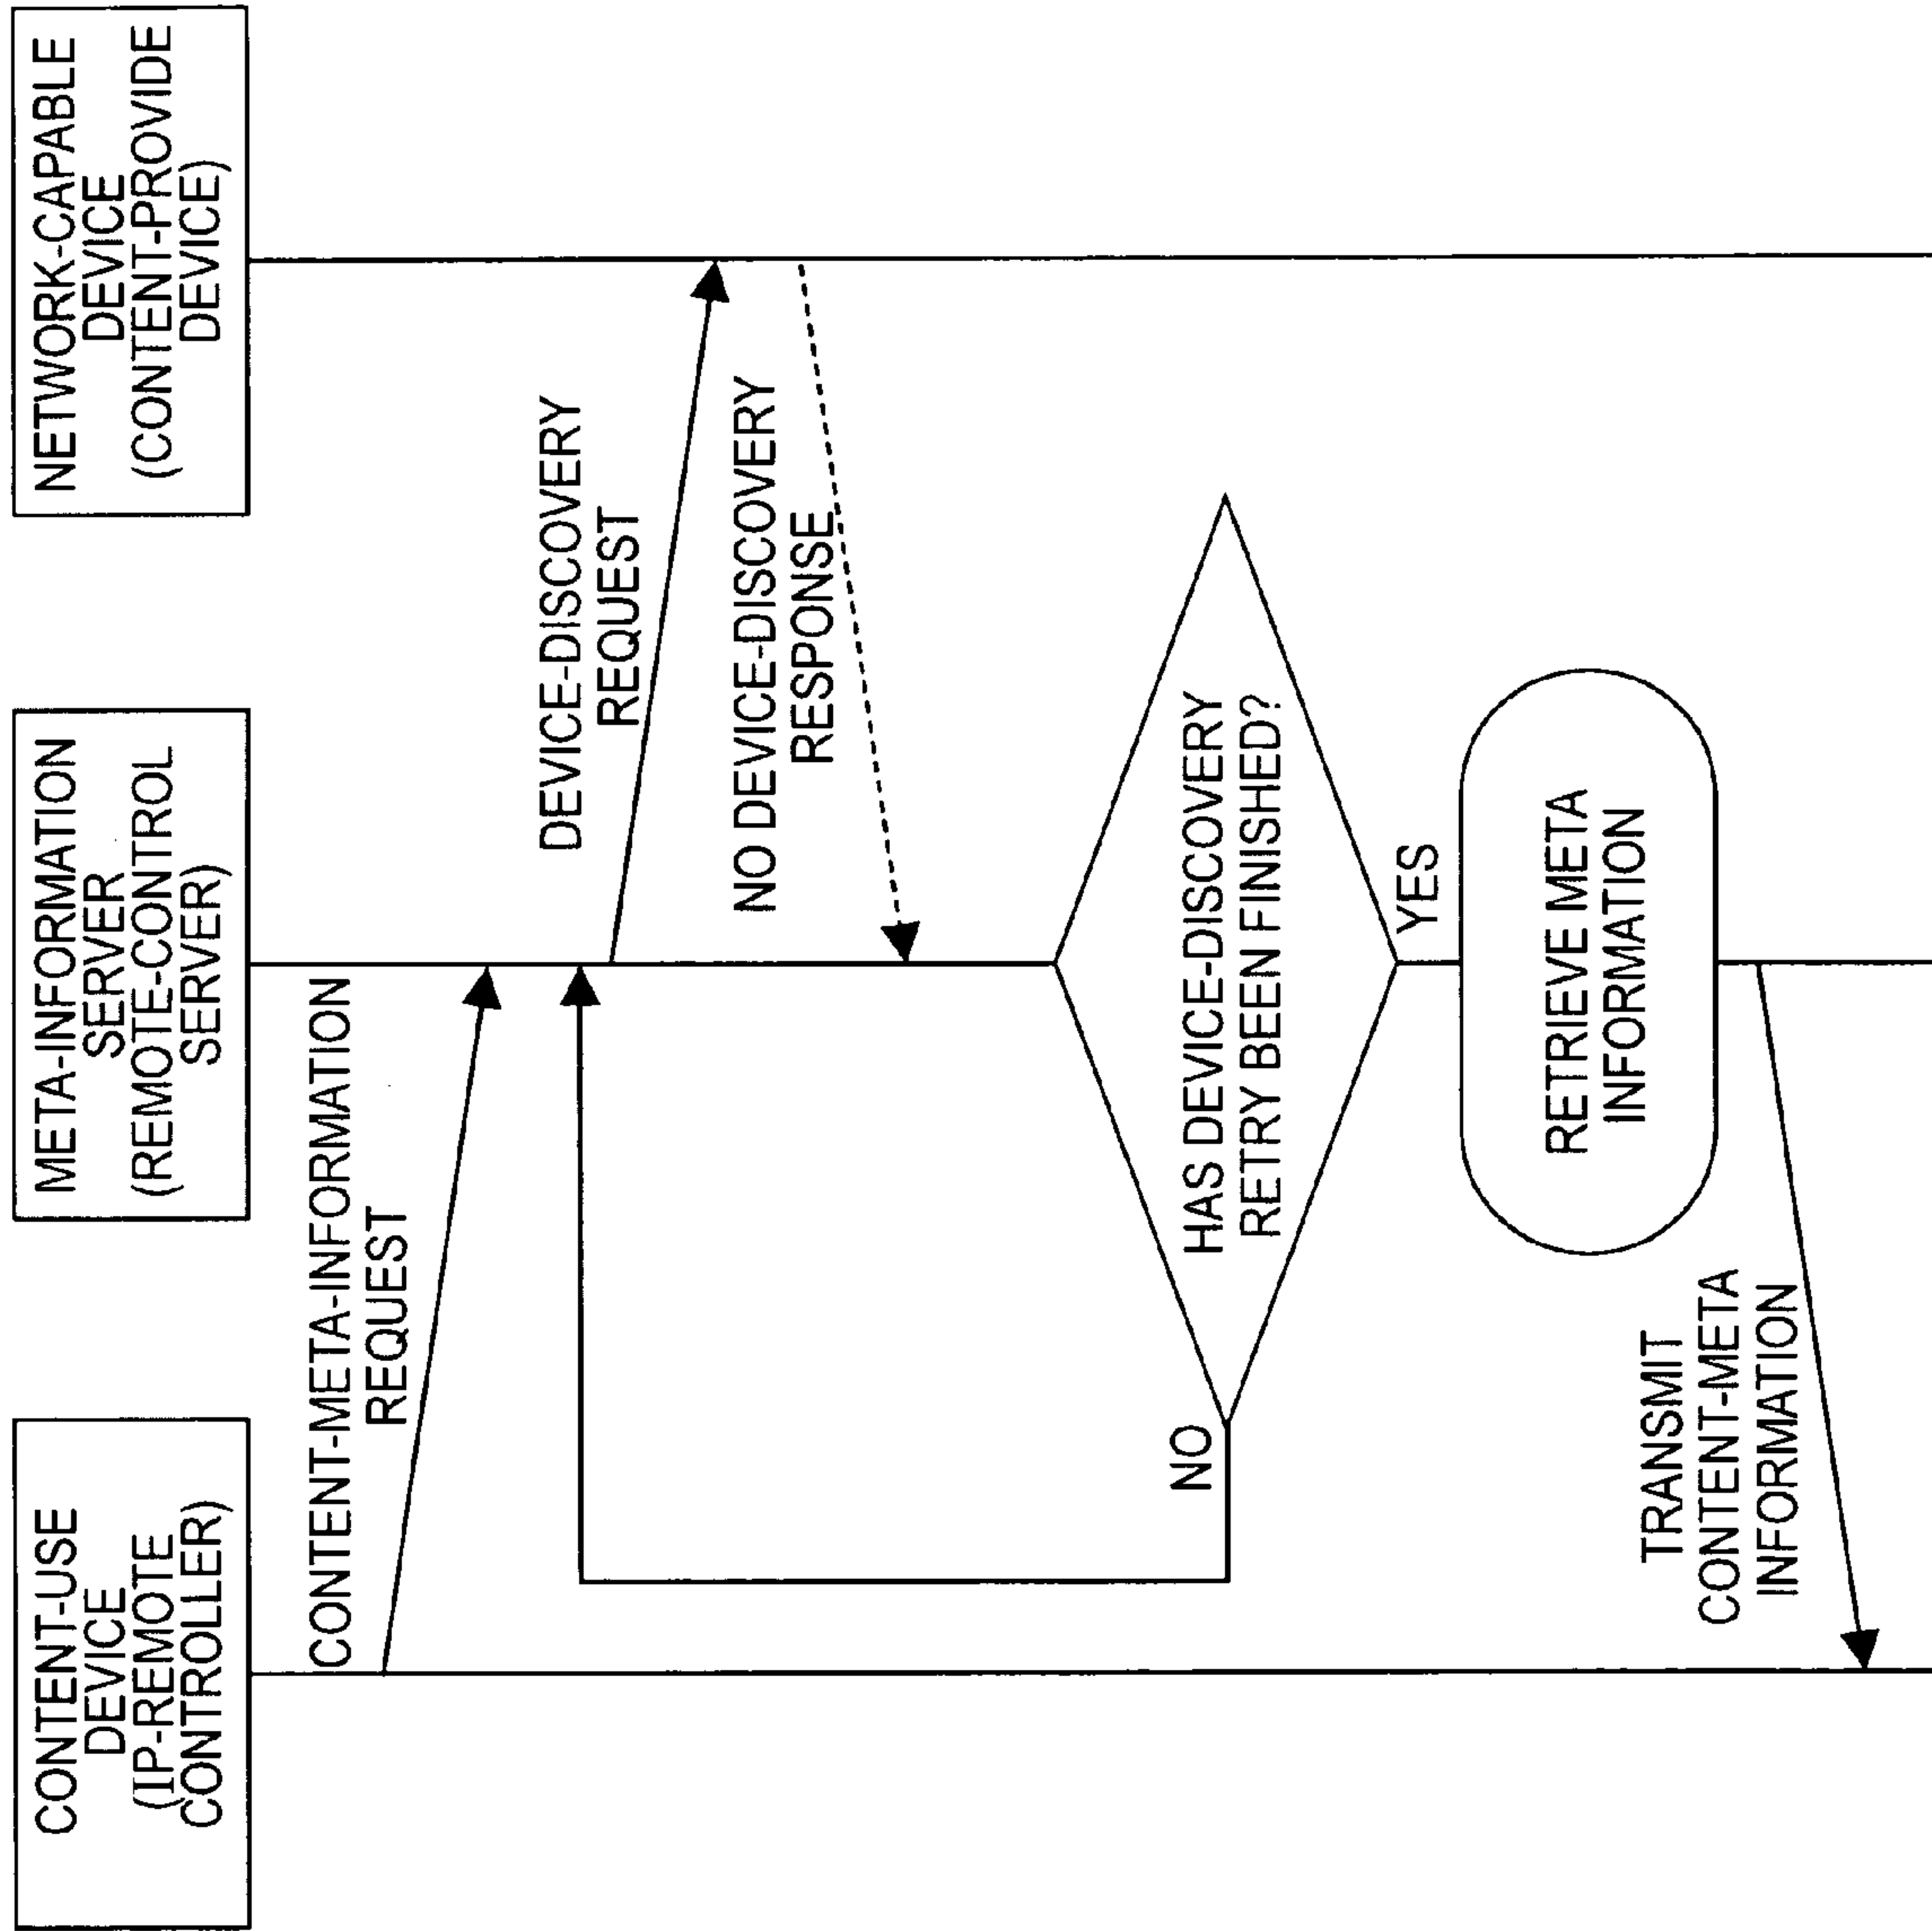 CONTENT-USE
DEVICE
(IP-REMOTE
CONTROLLER)
META-INFORMATION
SERVER
(REMOTE-CONTROL
SERVER)
NETWORK-CAPABLE
DEVICE
(CONTENT-PROVIDE
DEVICE)
CONTENT-META-INFORMATION
REQUEST
DEVICE-DISCOVERY
REQUEST
NO DEVICE-DISCOVERY
RESPONSE
HAS DEVICE-DISCOVERY
RETRY BEEN FINISHED?
NO
YES
RETRIEVE META
INFORMATION
TRANSMIT
CONTENT-META
INFORMATION